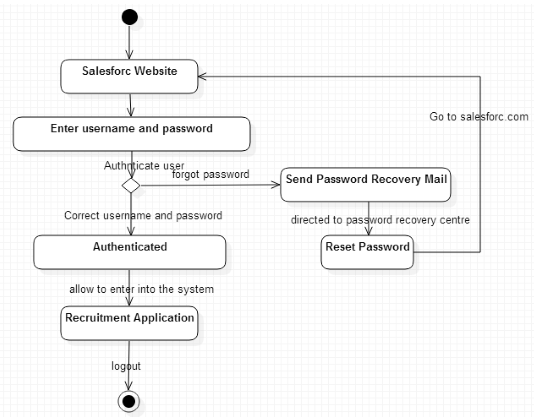 Salesforc Website
Go to salesforc.com
Enter username and password
Authnticate user
forgot password
Send Password Recovery Mail
Correct username and password
directed to password recovery centre
Authenticated
Reset Password
allow to enter into the system
Recruitment Application
logout